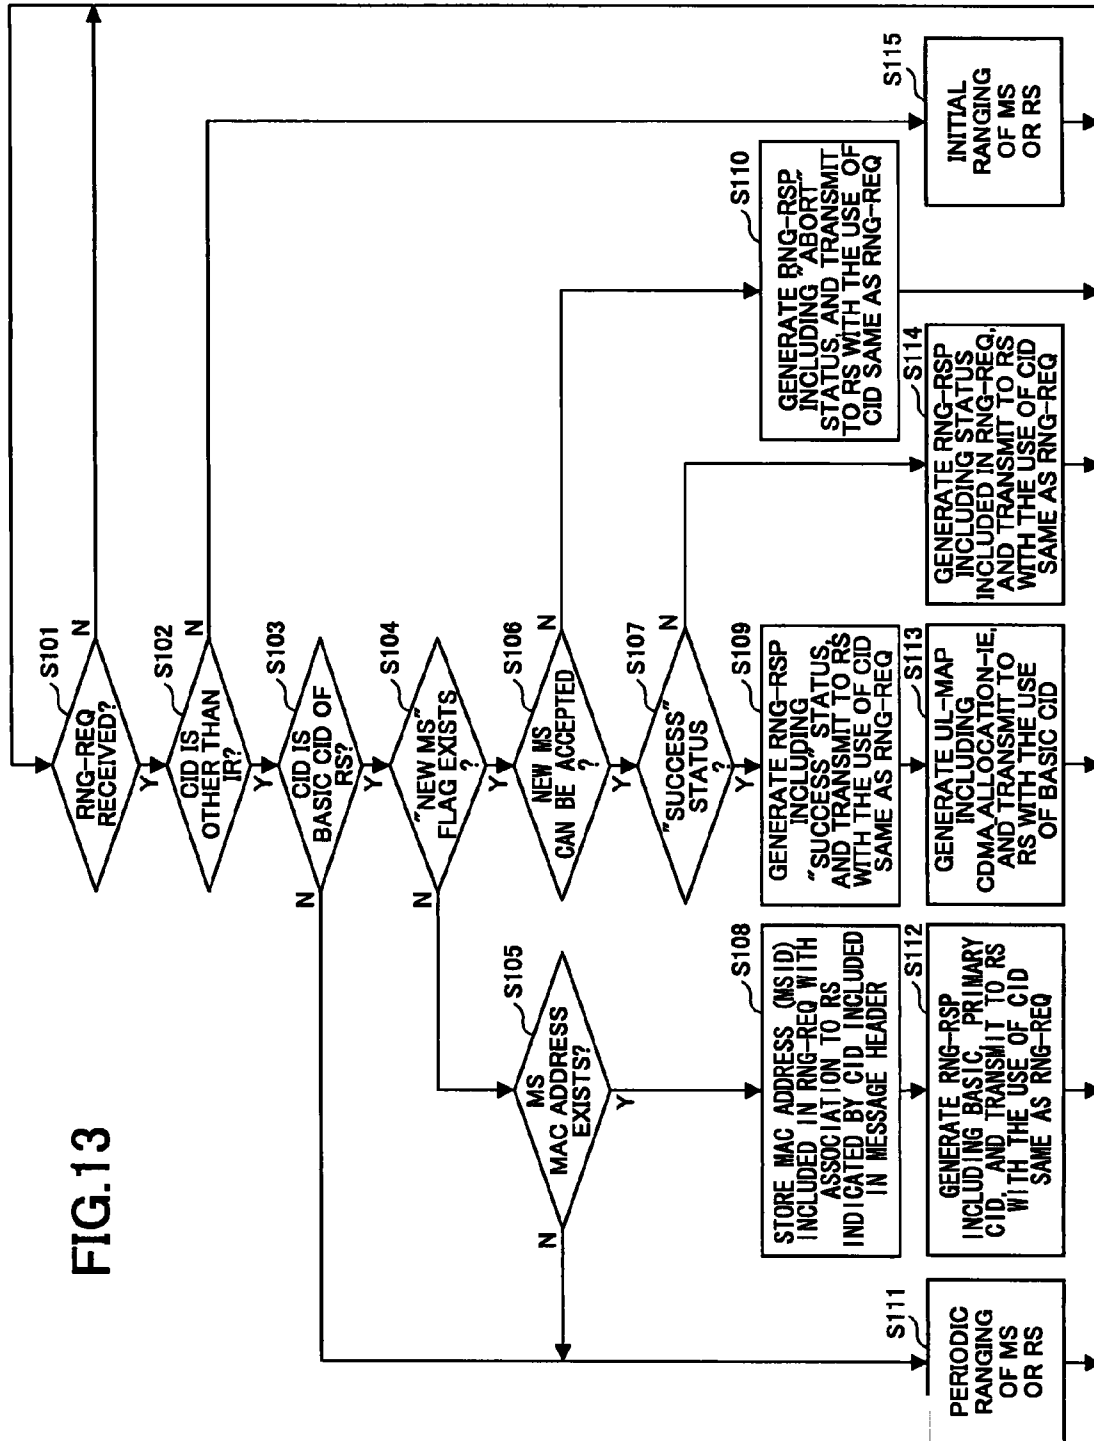 FIG.13
S101
RNG-REQ
RECEIVED?
N
Y
S102
CID IS
OTHER THAN
IR?
N
Y
S103
CID IS
BASIC CID OF
RS?
N
Y
S104
"NEW MS"
FLAG EXISTS
?
N
Y
S105
MS
MAC ADDRESS
EXISTS?
N
Y
S106
NEW MS
CAN BE ACCEPTED
?
N
Y
S107
"SUCCESS"
STATUS
?
N
Y
S108
STORE MAC ADDRESS (MSID)
INCLUDED IN RNG-REQ WITH
ASSOCIATION TO RS
INDICATED BY CID INCLUDED
IN MESSAGE HEADER
S109
GENERATE RNG-RSP
INCLUDING
"SUCCESS" STATUS,
AND TRANSMIT TO RS
WITH THE USE OF CID
SAME AS RNG-REQ
S110
GENERATE RNG-RSP
INCLUDING "ABORT"
STATUS, AND TRANSMIT
TO RS WITH THE USE OF
CID SAME AS RNG-REQ
S111
PERIODIC
RANGING
OF MS
OR RS
S112
GENERATE RNG-RSP
INCLUDING BASIC, PRIMARY
CID, AND TRANSMIT TO RS
WITH THE USE OF CID
SAME AS RNG-REQ
S113
GENERATE UL-MAP
INCLUDING
CDMA_ALLOCATION-IE,
AND TRANSMIT TO
RS WITH THE USE
OF BASIC CID
S114
GENERATE RNG-RSP
INCLUDING STATUS
INCLUDED IN RNG-REQ,
AND TRANSMIT TO RS
WITH THE USE OF CID
SAME AS RNG-REQ
S115
INITIAL
RANGING
OF MS
OR RS